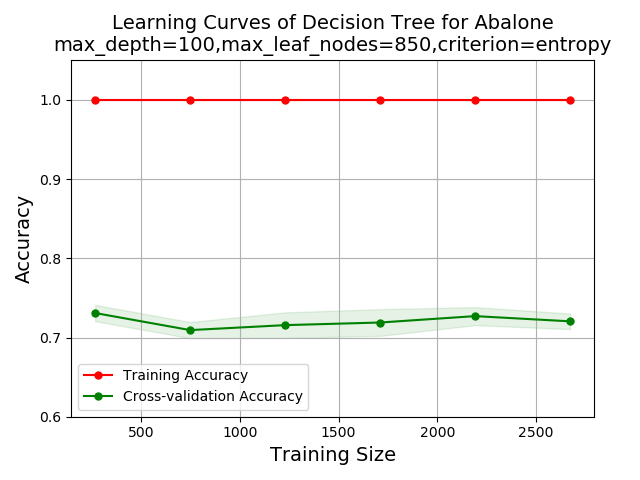 Learning Curves of Decision Tree for Abalone
max_depth=100,max_leaf_nodes=850,criterion=entropy
Accuracy
1.0
0.9
0.8
0.7
0.6
Training Accuracy
Cross-validation Accuracy
500 1000 1500 2000 2500
Training Size